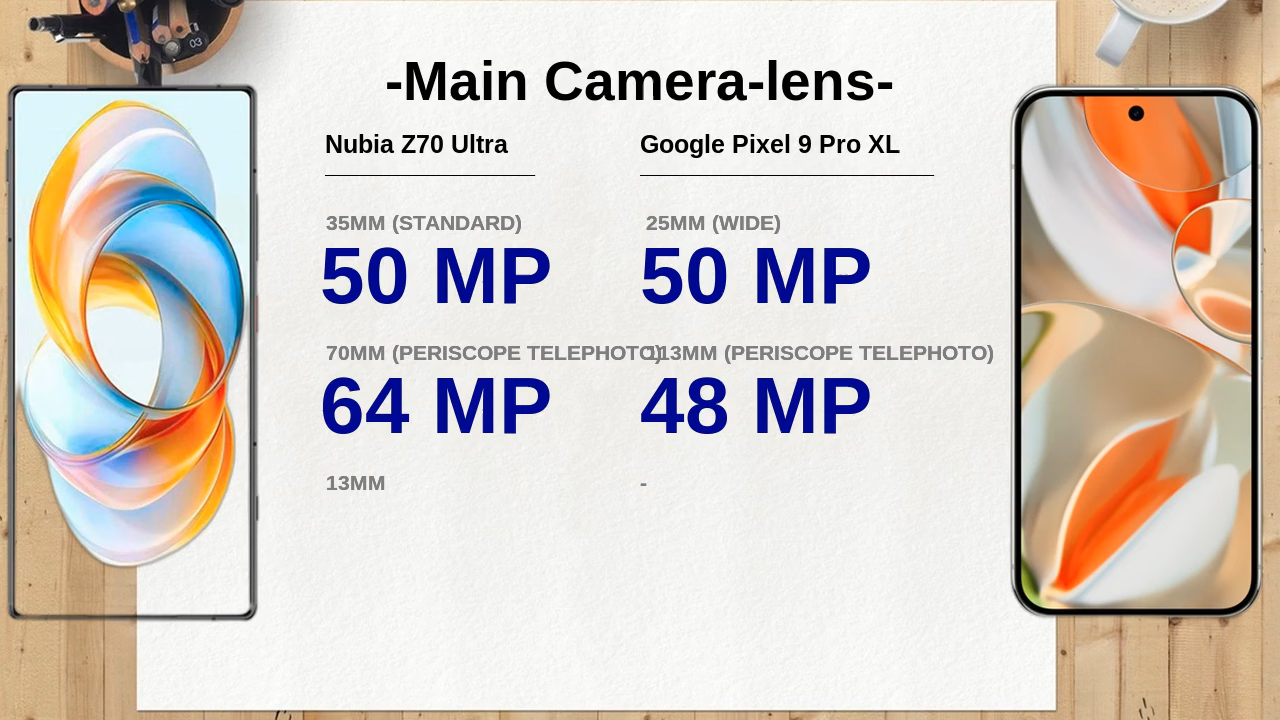 -Main Camera-lens-
Nubia Z70 Ultra
Google Pixel 9 Pro XL
35MM (STANDARD)
25MM (WIDE)
50 MP
50 MP
70MM (PERISCOPE TELEPHOTO)
113MM (PERISCOPE TELEPHOTO)
64 MP
48 MP
13MM
-
03